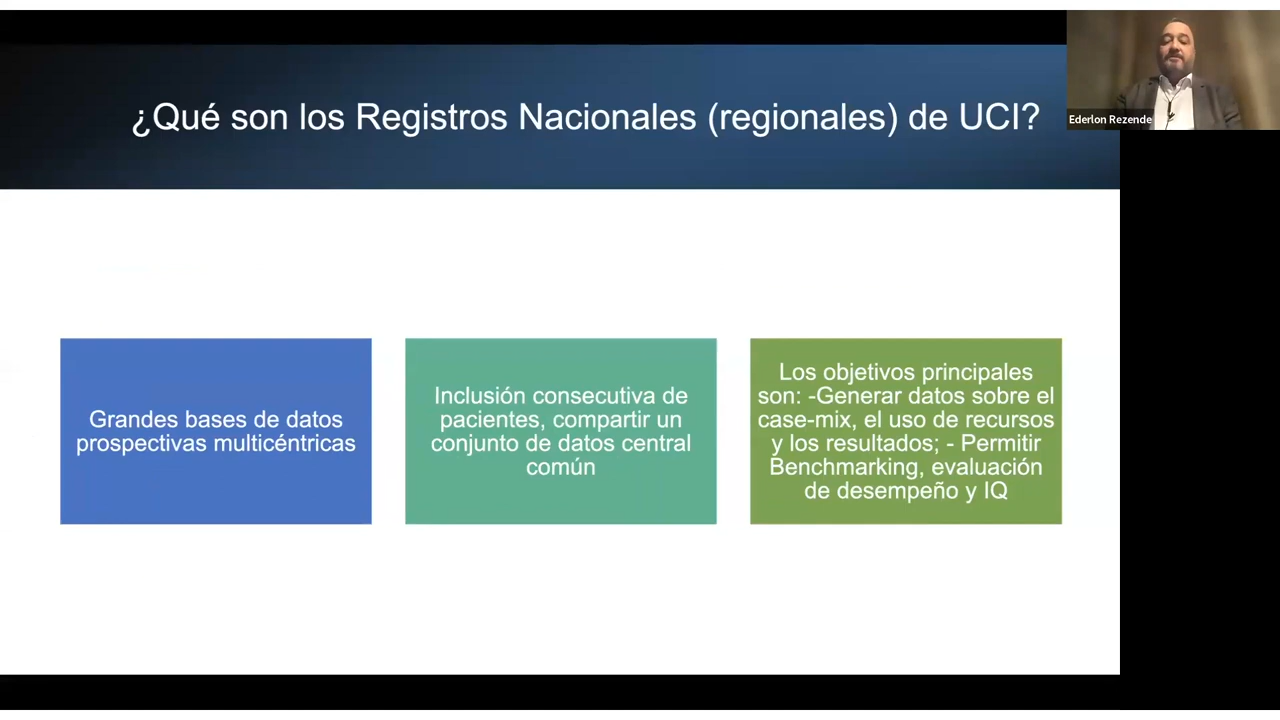 ¿Qué son los Registros Nacionales (regionales) de UCI?
Ederlon Rezende
Grandes bases de datos
prospectivas multicéntricas
Inclusión consecutiva de
pacientes, compartir un
conjunto de datos central
común
Los objetivos principales
son: -Generar datos sobre el
case-mix, el uso de recursos
y los resultados; - Permitir
Benchmarking, evaluación
de desempeño y IQ